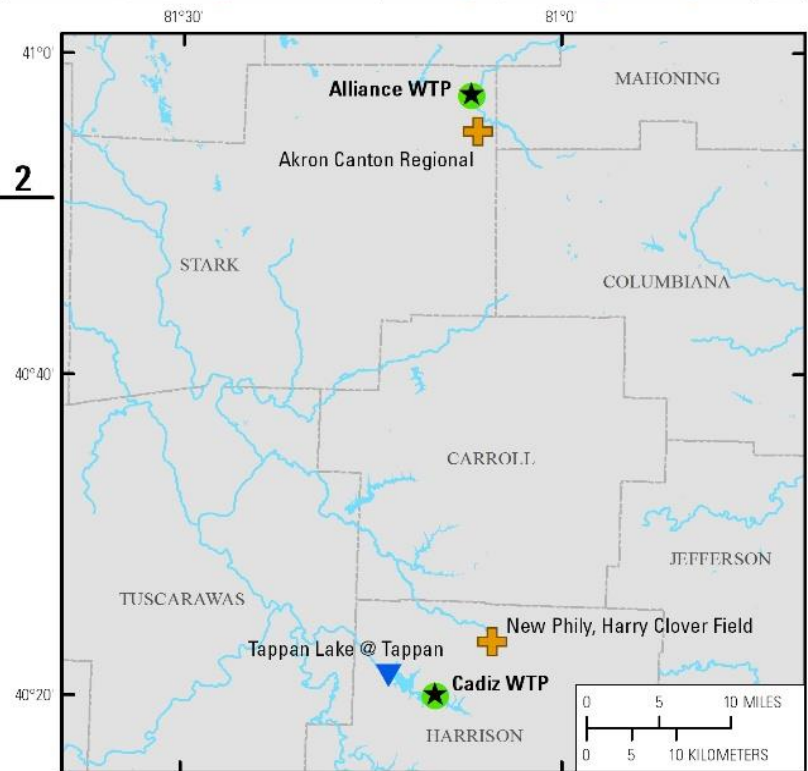 81°30' 81°0'
41°0'
MAHONING
Alliance WTP
Akron Canton Regional
2
STARK
COLUMBIANA
40°40'
CARROLL
JEFFERSON
TUSCARAWAS
New Phily, Harry Clover Field
Tappan Lake @ Tappan
Cadiz WTP
40°20'
HARRISON
0 5 10 MILES
0 5 10 KILOMETERS